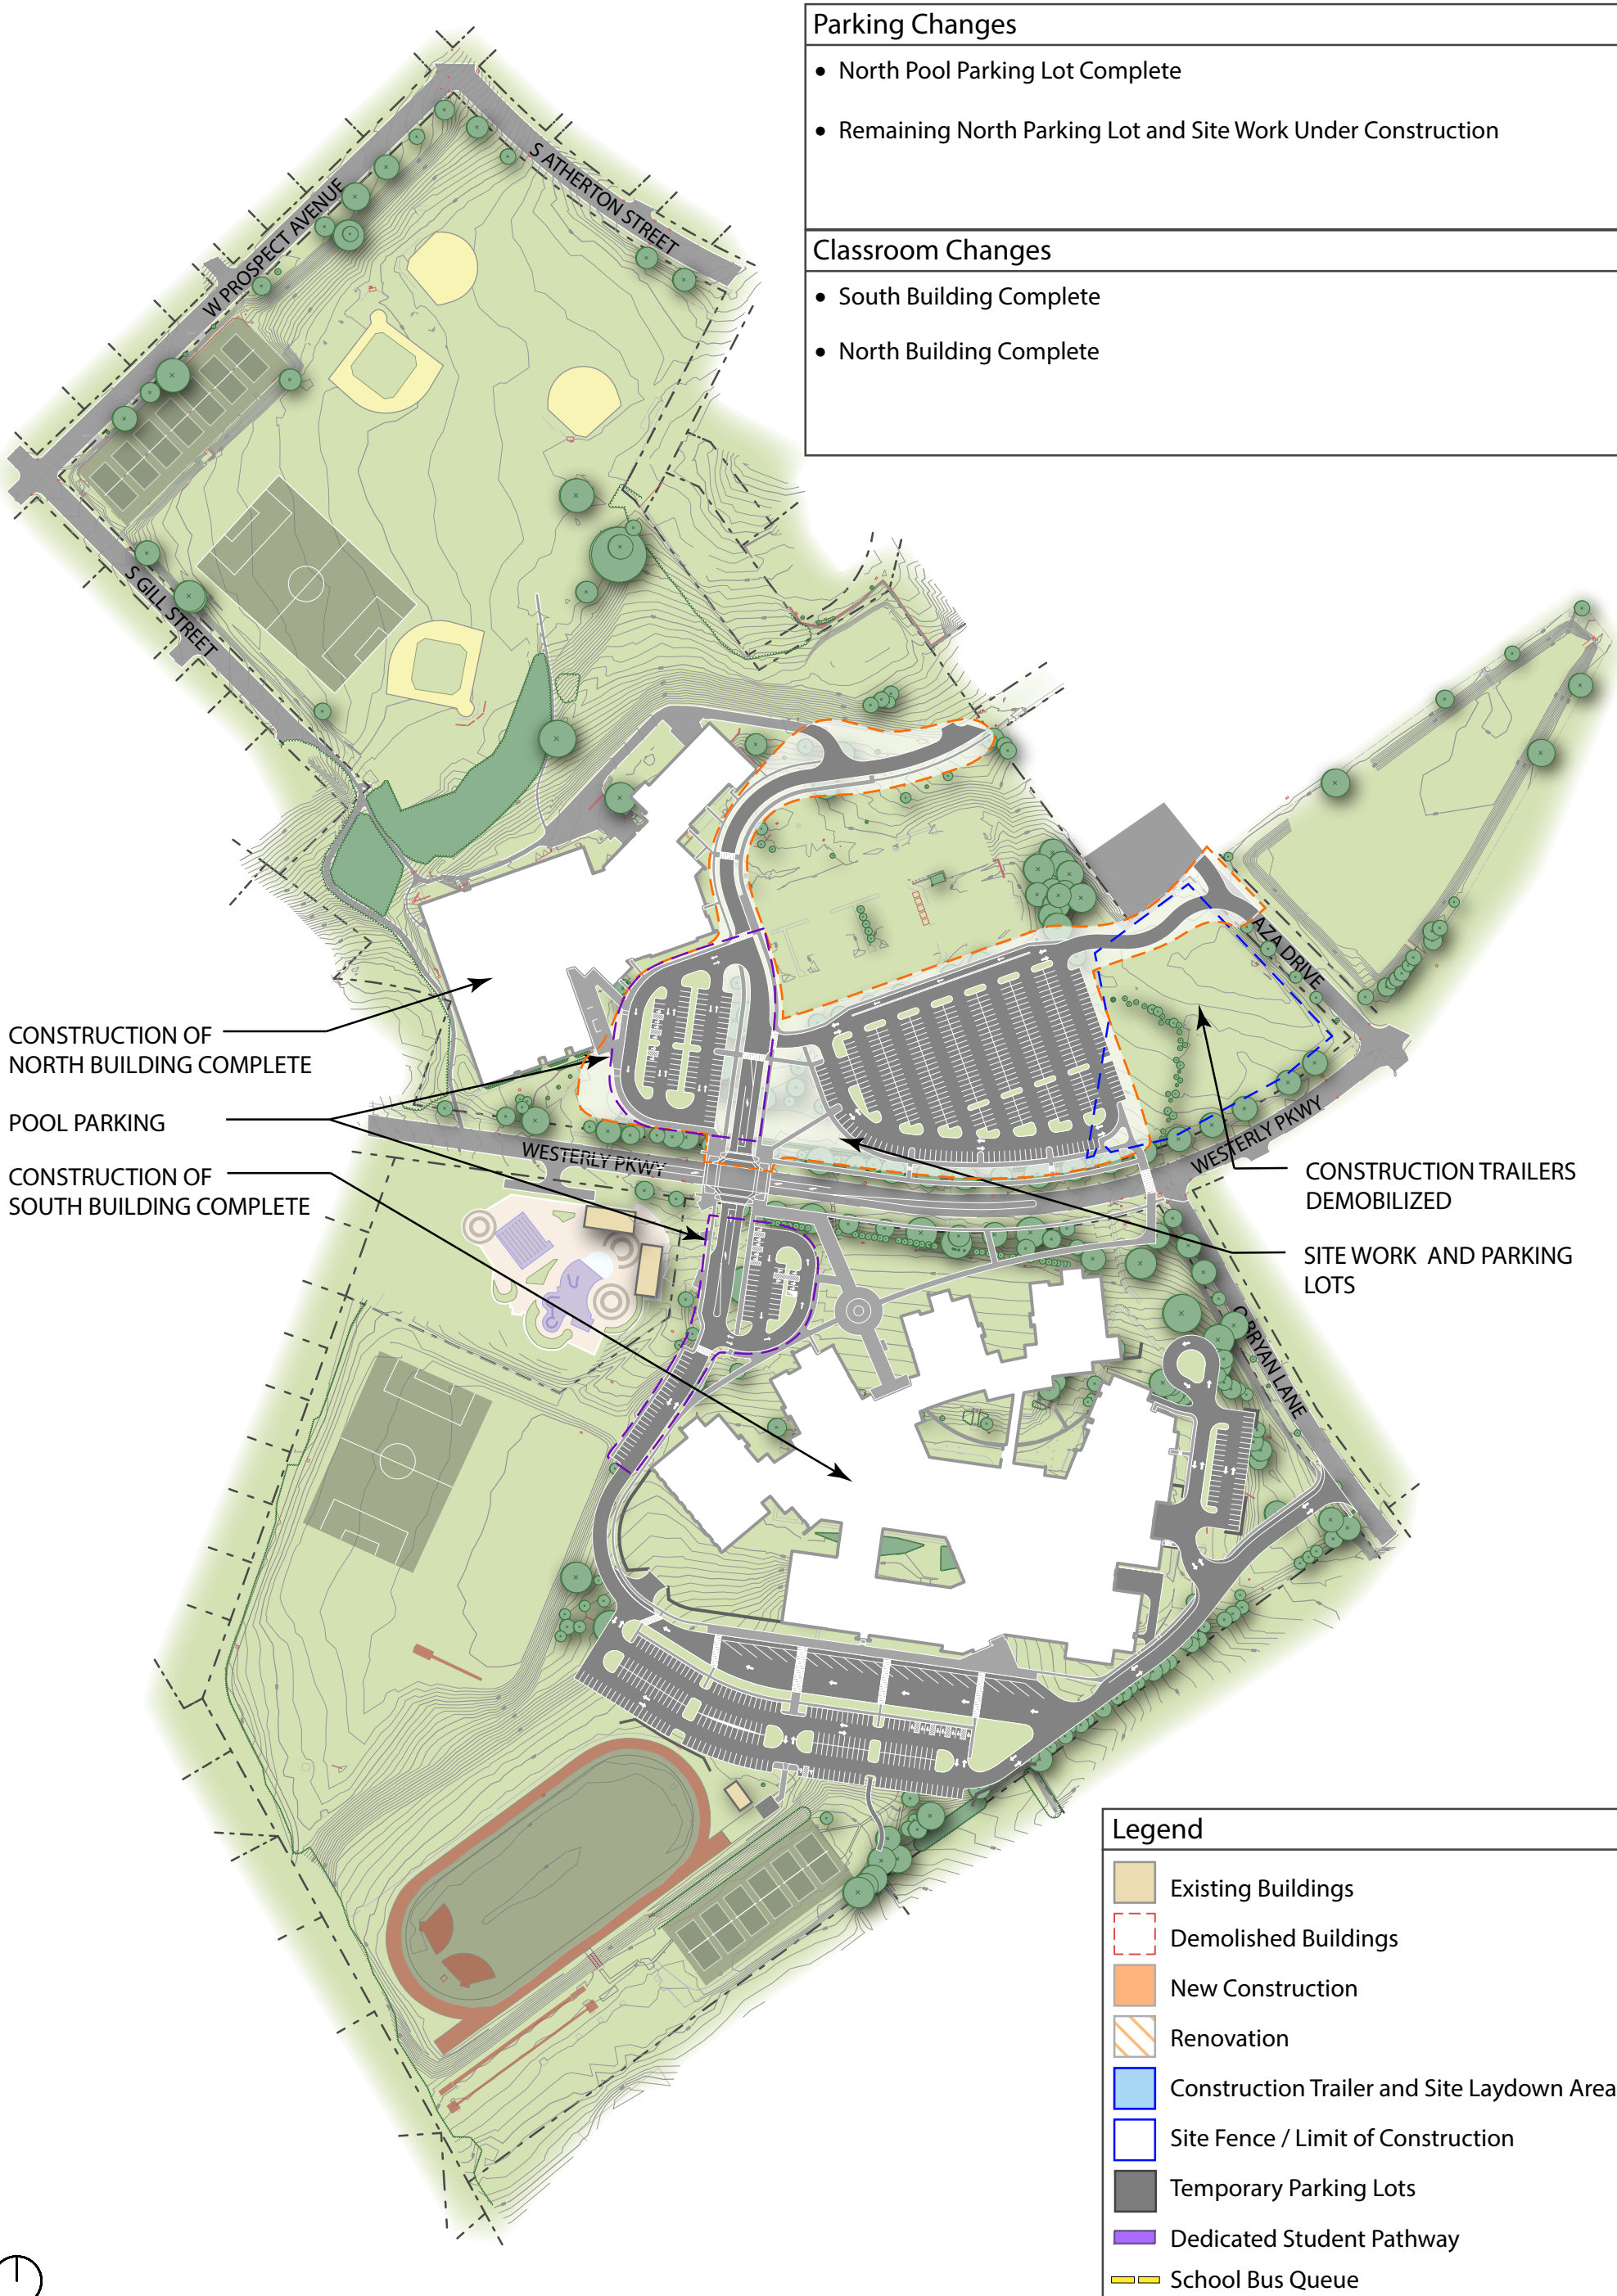 Parking Changes
• North Pool Parking Lot Complete
• Remaining North Parking Lot and Site Work Under Construction
Classroom Changes
• South Building Complete
• North Building Complete
S ATHERTON STREET
W PROSPECT AVENUE
S GILL STREET
AZA DRIVE
CONSTRUCTION OF
NORTH BUILDING COMPLETE
POOL PARKING
CONSTRUCTION OF
SOUTH BUILDING COMPLETE
WESTERLY PKWY
WESTERLY PKWY
CONSTRUCTION TRAILERS
DEMOBILIZED
SITE WORK AND PARKING
LOTS
O'BRYAN LANE
Legend
Existing Buildings
Demolished Buildings
New Construction
Renovation
Construction Trailer and Site Laydown Area
Site Fence / Limit of Construction
Temporary Parking Lots
Dedicated Student Pathway
School Bus Queue